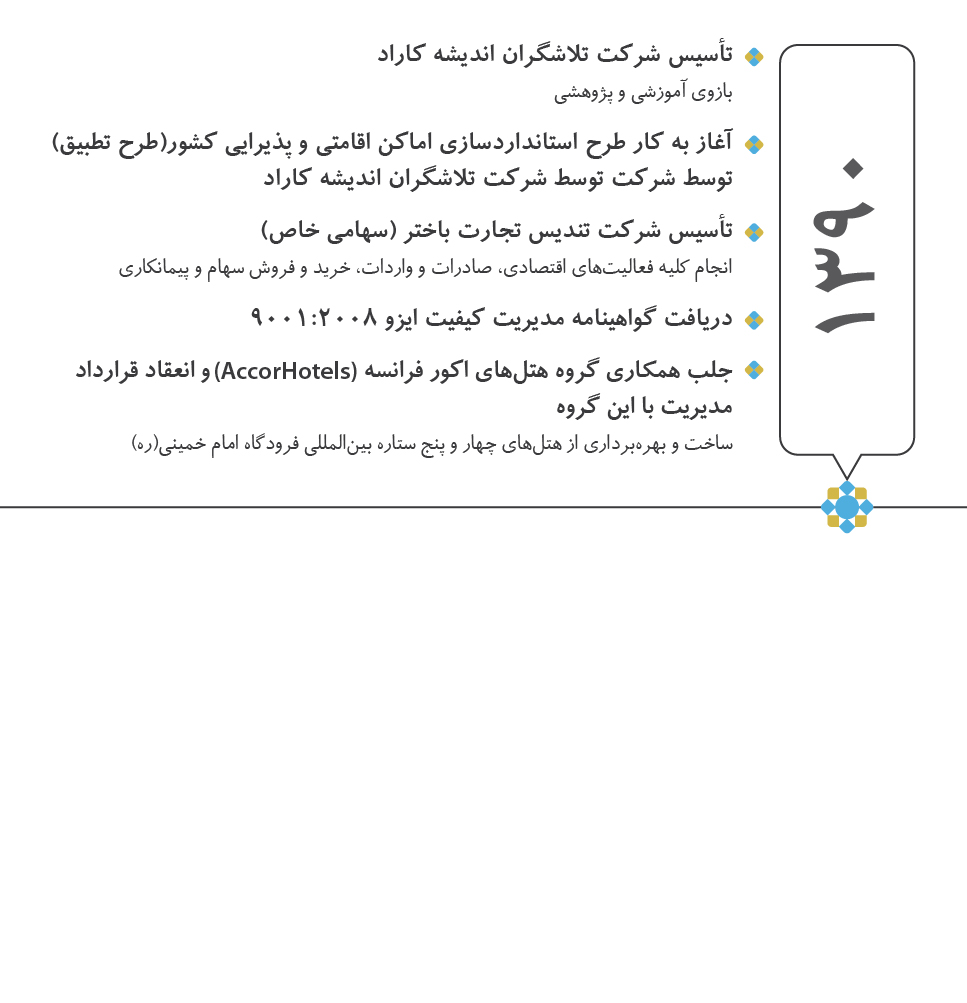 ۱۳۹۰
تأسیس شرکت تلاشگران اندیشه کاراد
بازوی آموزشی و پژوهشی
آغاز به کار طرح استانداردسازی اماکن اقامتی و پذیرایی کشور(طرح تطبیق)
توسط شرکت توسط شرکت تلاشگران اندیشه کاراد
تأسیس شرکت تندیس تجارت باختر (سهامی خاص)
انجام کلیه فعالیت‌های اقتصادی، صادرات و واردات، خرید و فروش سهام و پیمانکاری
دریافت گواهینامه مدیریت کیفیت ایزو ۹۰۰۱:۲۰۰۸
جلب همکاری گروه هتل‌های اکور فرانسه (AccorHotels) و انعقاد قرارداد
مدیریت با این گروه
ساخت و بهره‌برداری از هتل‌های چهار و پنج ستاره بین‌المللی فرودگاه امام خمینی(ره)